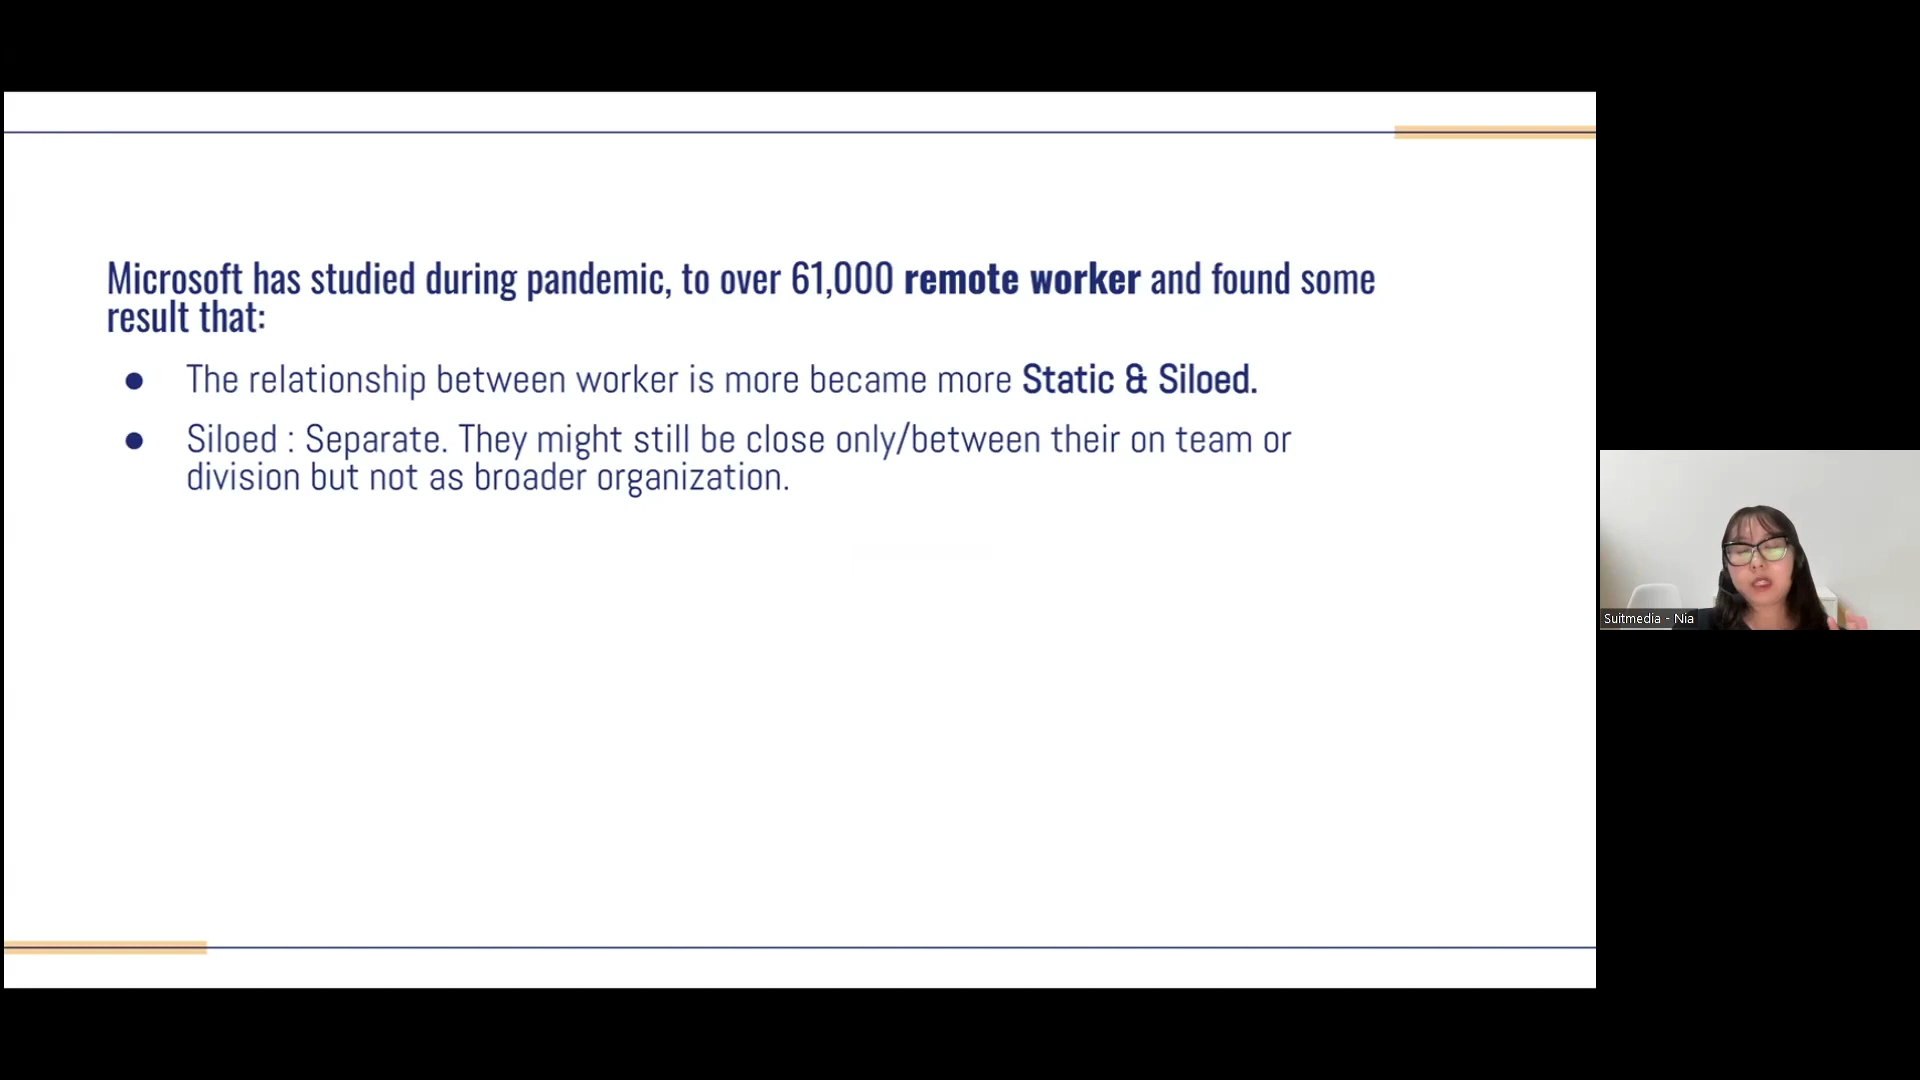 Microsoft has studied during pandemic, to over 61,000 remote worker and found some
result that:
● The relationship between worker is more became more Static & Siloed.
● Siloed : Separate. They might still be close only/between their on team or
division but not as broader organization.
Suitmedia - Nia